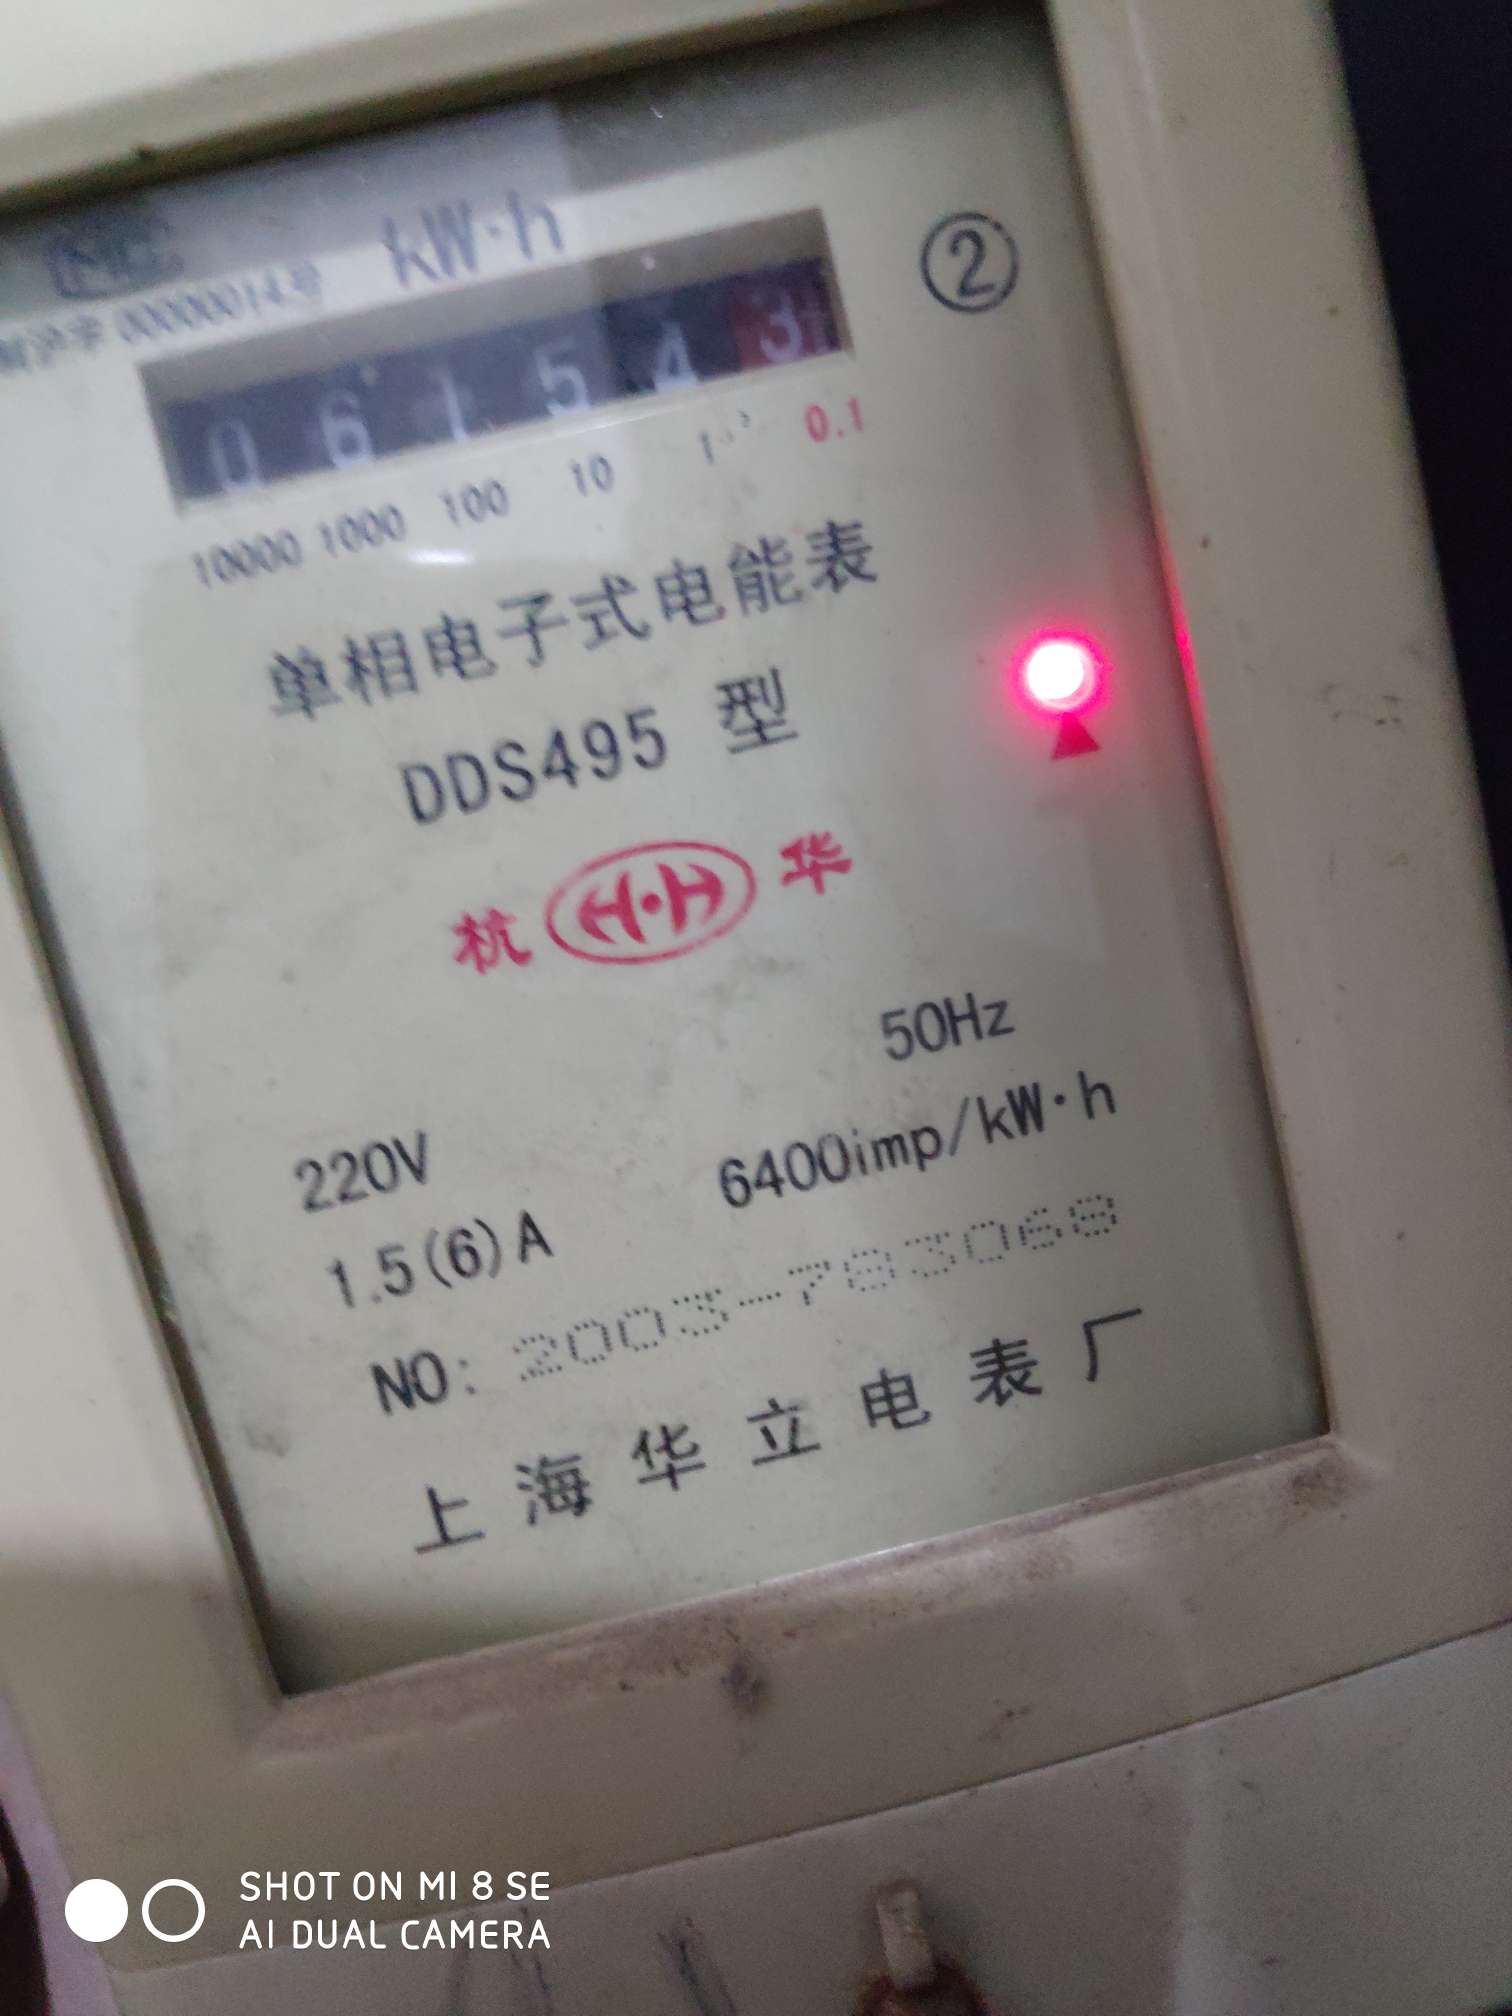 kW·h
②
0 6 1 5 4 3
10000 1000 100 10 1 0.1
单相电子式电能表
DDS495 型
杭 H·H 华
50Hz
220V 6400imp/kW·h
1.5(6)A
NO: 2003-783068
上海华立电表厂
SHOT ON MI 8 SE
AI DUAL CAMERA